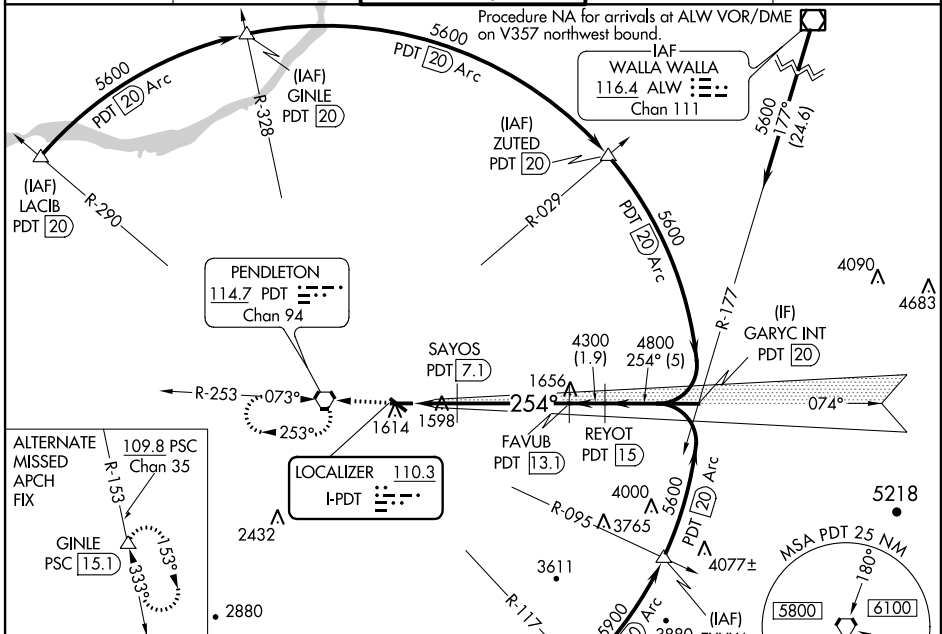 Procedure NA for arrivals at ALW VOR/DME
on V357 northwest bound.
IAF
WALLA WALLA
116.4 ALW
Chan 111
5600
177°
(24.6)
5600
PDT 20 Arc
5600
PDT 20 Arc
(IAF)
GINLE
PDT 20
R-328
(IAF)
ZUTED
PDT 20
(IAF)
LACIB
PDT 20
R-290
R-029
5600
PDT 20 Arc
R-177
4090
4683
PENDLETON
114.7 PDT
Chan 94
(IF)
GARYC INT
PDT 20
SAYOS
PDT 7.1
4300
(1.9)
4800
254° (5)
1656
R-253
073°
253°
1614
1598
254°
074°
FAVUB
PDT 13.1
REYOT
PDT 15
LOCALIZER 110.3
I-PDT
ALTERNATE
MISSED
APCH
FIX
109.8 PSC
Chan 35
R-153
GINLE
PSC 15.1
153°
333°
2432
2880
R-095
4000
3765
5600
PDT 20 Arc
4077±
5218
3611
R-117
5900
Arc
3880
(IAF)
MSA PDT 25 NM
180°
5800
6100